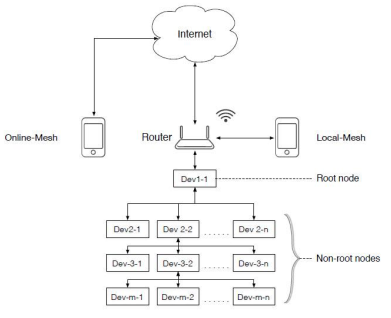 Internet
Online-Mesh
Router
Local-Mesh
Dev1-1
Root node
Dev2-1 Dev 2-2 ..... Dev 2-n
Dev-3-1 Dev-3-2 ..... Dev-3-n
Non-root nodes
Dev-m-1 Dev-m-2 ..... Dev-m-n